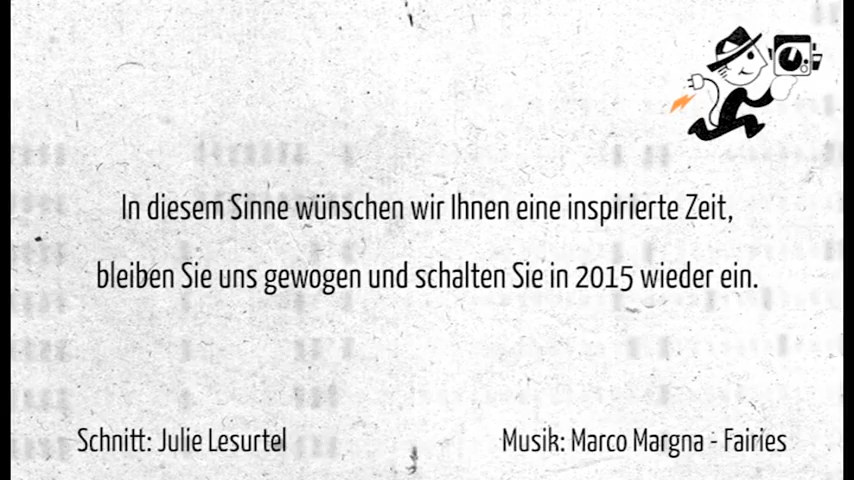 In diesem Sinne wünschen wir Ihnen eine inspirierte Zeit,
bleiben Sie uns gewogen und schalten Sie in 2015 wieder ein.
Schnitt: Julie Lesurtel
Musik: Marco Margna - Fairies